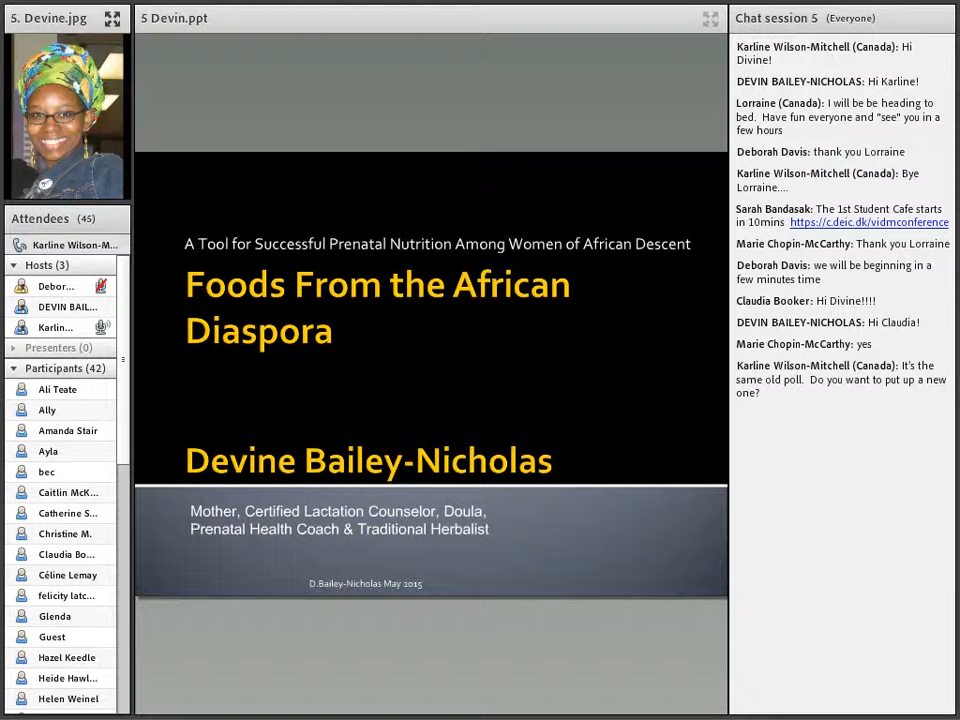 5. Devine.jpg
Attendees (45)
Karline Wilson-M...
Hosts (3)
Debor...
DEVIN BAIL...
Karlin...
Presenters (0)
Participants (42)
Ali Teate
Ally
Amanda Stair
Ayla
bec
Caitlin McK...
Catherine S...
Christine M.
Claudia Bo...
Céline Lemay
felicity latc...
Glenda
Guest
Hazel Keedle
Heide Hawl...
Helen Weinel
5 Devin.ppt
A Tool for Successful Prenatal Nutrition Among Women of African Descent
Foods From the African
Diaspora
Devine Bailey-Nicholas
Mother, Certified Lactation Counselor, Doula,
Prenatal Health Coach & Traditional Herbalist
D.Bailey-Nicholas May 2015
Chat session 5 (Everyone)
Karline Wilson-Mitchell (Canada): Hi
Divine!
DEVIN BAILEY-NICHOLAS: Hi Karline!
Lorraine (Canada): I will be be heading to
bed. Have fun everyone and "see" you in a
few hours
Deborah Davis: thank you Lorraine
Karline Wilson-Mitchell (Canada): Bye
Lorraine....
Sarah Bandasak: The 1st Student Cafe starts
in 10mins https://c.deic.dk/vidmconference
Marie Chopin-McCarthy: Thank you Lorraine
Deborah Davis: we will be beginning in a
few minutes time
Claudia Booker: Hi Divine!!!!
DEVIN BAILEY-NICHOLAS: Hi Claudia!
Marie Chopin-McCarthy: yes
Karline Wilson-Mitchell (Canada): It's the
same old poll. Do you want to put up a new
one?